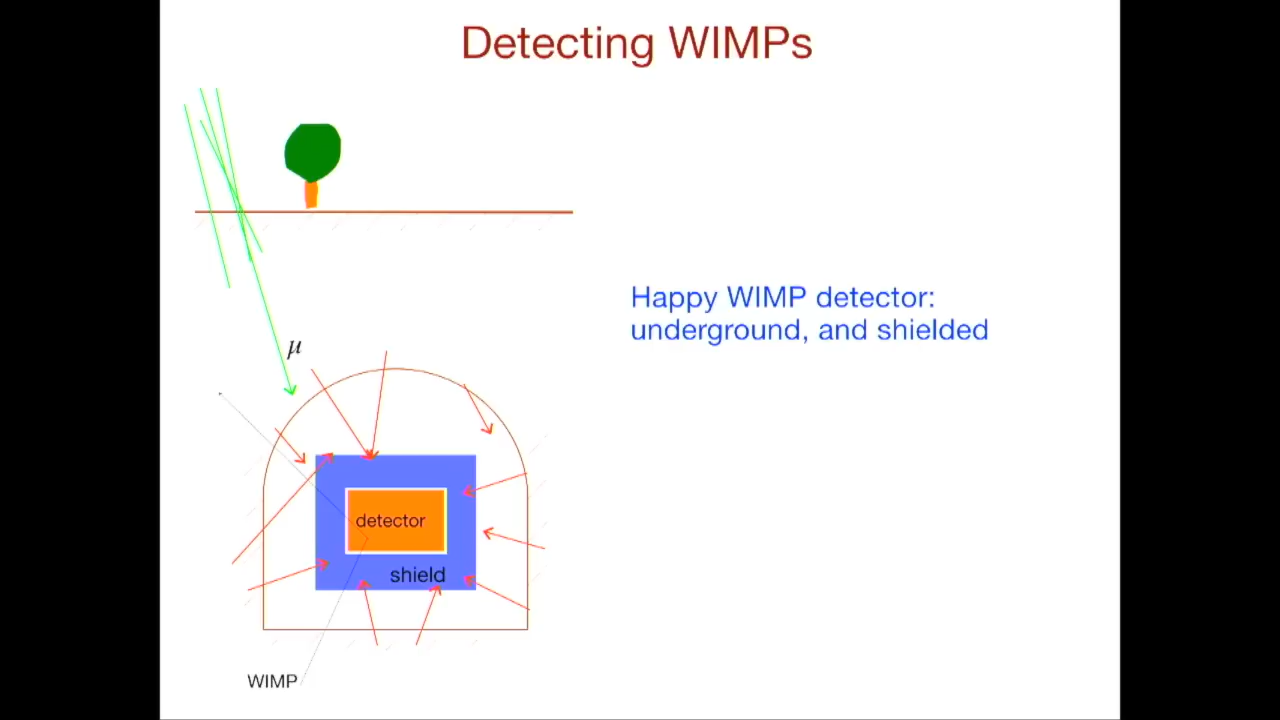 Detecting WIMPs
Happy WIMP detector:
underground, and shielded
μ
detector
shield
WIMP